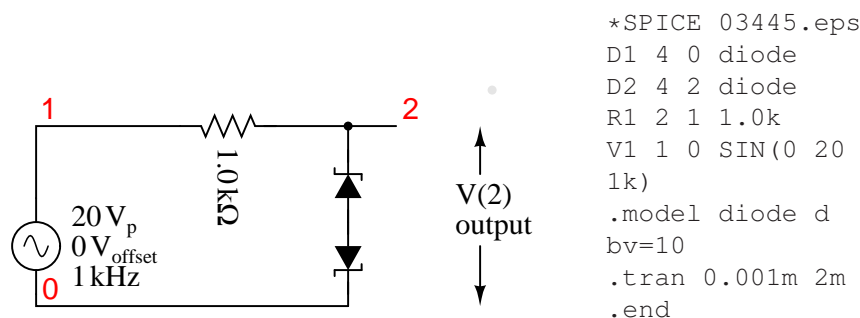 1
2
1.0 kΩ
20 Vp
0 Voffset
1 kHz
0
V(2)
output
*SPICE 03445.eps
D1 4 0 diode
D2 4 2 diode
R1 2 1 1.0k
V1 1 0 SIN(0 20
1k)
.model diode d
bv=10
.tran 0.001m 2m
.end